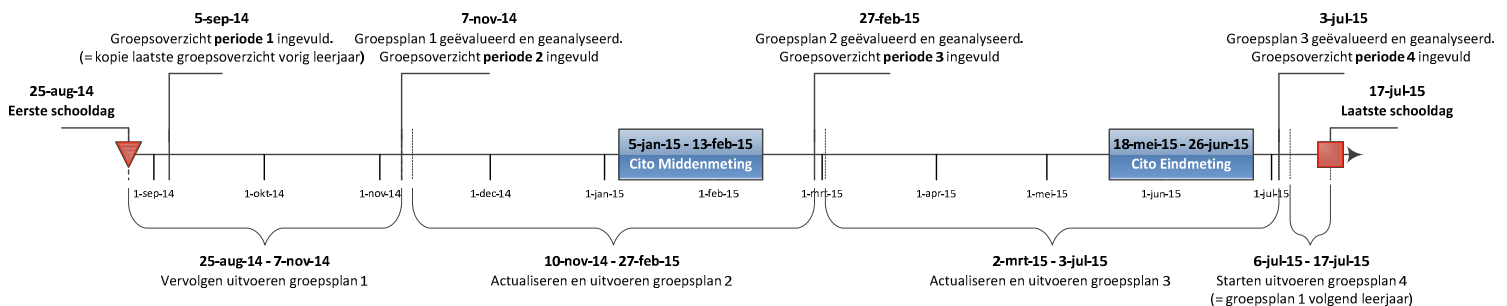 5-sep-14
Groepsoverzicht periode 1 ingevuld.
(= kopie laatste groepsoverzicht vorig leerjaar)
7-nov-14
Groepsplan 1 geëvalueerd en geanalyseerd.
Groepsoverzicht periode 2 ingevuld
27-feb-15
Groepsplan 2 geëvalueerd en geanalyseerd.
Groepsoverzicht periode 3 ingevuld
3-jul-15
Groepsplan 3 geëvalueerd en geanalyseerd.
Groepsoverzicht periode 4 ingevuld
25-aug-14
Eerste schooldag
17-jul-15
Laatste schooldag
5-jan-15 - 13-feb-15
Cito Middenmeting
18-mei-15 - 26-jun-15
Cito Eindmeting
1-sep-14
1-okt-14
1-nov-14
1-dec-14
1-jan-15
1-feb-15
1-mrt-15
1-apr-15
1-mei-15
1-jun-15
1-jul-15
25-aug-14 - 7-nov-14
Vervolgen uitvoeren groepsplan 1
10-nov-14 - 27-feb-15
Actualiseren en uitvoeren groepsplan 2
2-mrt-15 - 3-jul-15
Actualiseren en uitvoeren groepsplan 3
6-jul-15 - 17-jul-15
Starten uitvoeren groepsplan 4
(= groepsplan 1 volgend leerjaar)